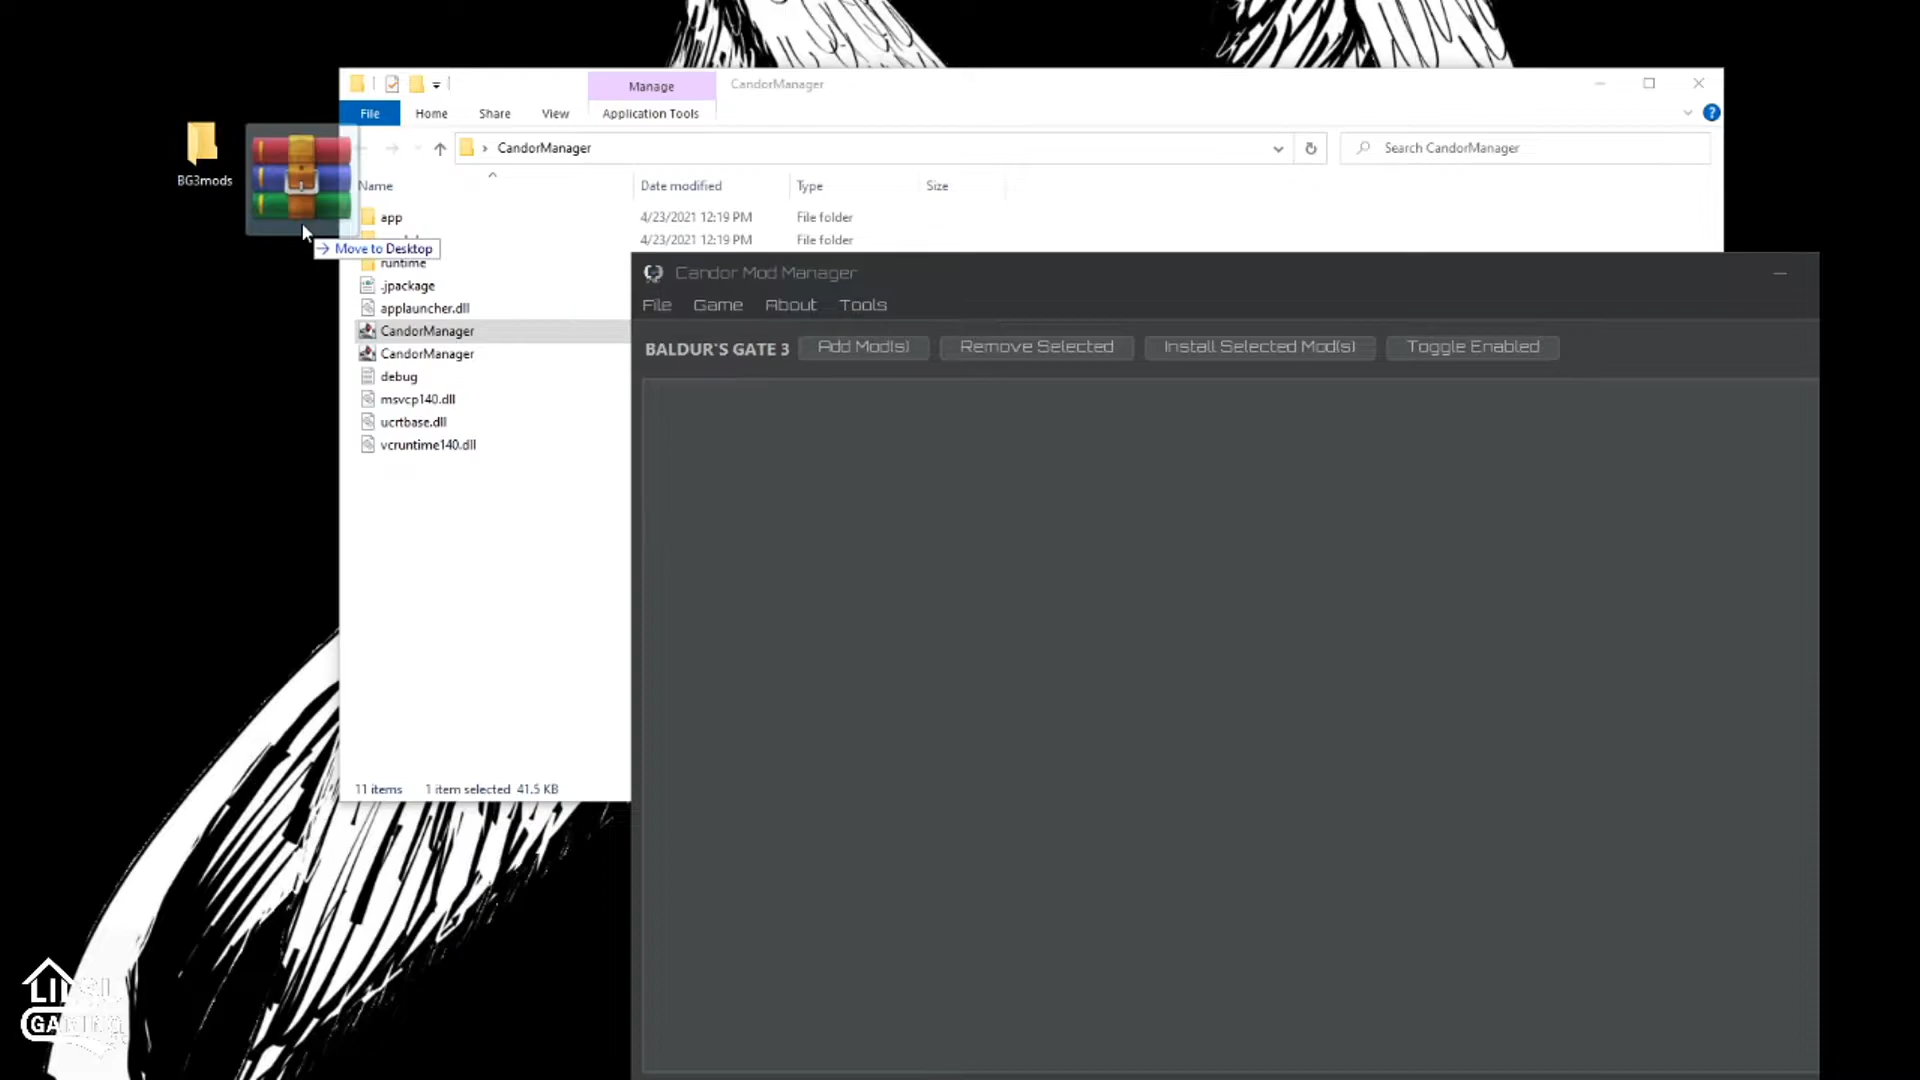 Manage
CandorManager
File
Home
Share
View
Application Tools
CandorManager
Search CandorManager
BG3mods
Name
Date modified
Type
Size
app
4/23/2021 12:19 PM
File folder
4/23/2021 12:19 PM
File folder
Move to Desktop
runtime
.jpackage
applauncher.dll
CandorManager
CandorManager
debug
msvcp140.dll
ucrtbase.dll
vcruntime140.dll
11 items
1 item selected 41.5 KB
Candor Mod Manager
File
Game
About
Tools
BALDUR'S GATE 3
Add Mod(s)
Remove Selected
Install Selected Mod(s)
Toggle Enabled
GAMING